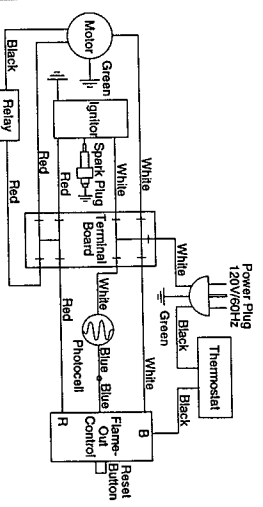 Power Plug
120V/60Hz
Thermostat
White
Green
Black
Black
Motor
Green
Black
Relay
Ignitor
Spark Plug
White
White
Red
Red
Red
Terminal
Board
White
Red
White
Blue
Blue
Photocell
B
Flame-
Out
Control
R
Reset
Button